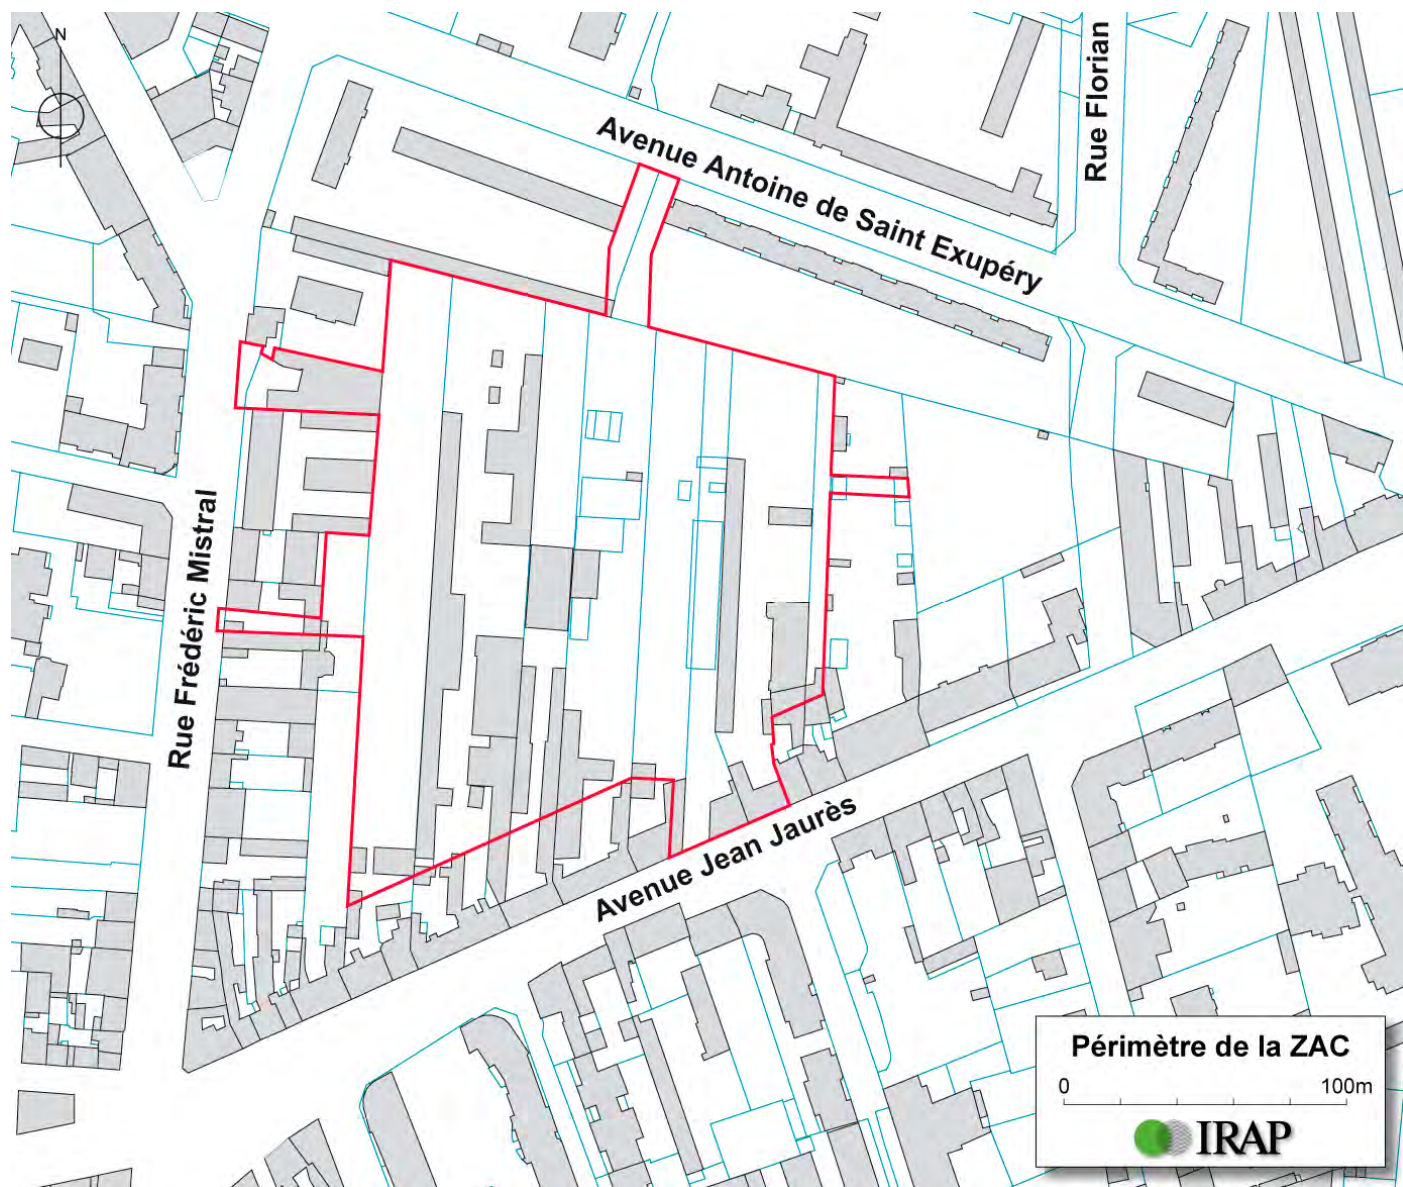 N
Rue Florian
Avenue Antoine de Saint Exupéry
Rue Frédéric Mistral
Avenue Jean Jaurès
Périmètre de la ZAC
0 100m
IRAP